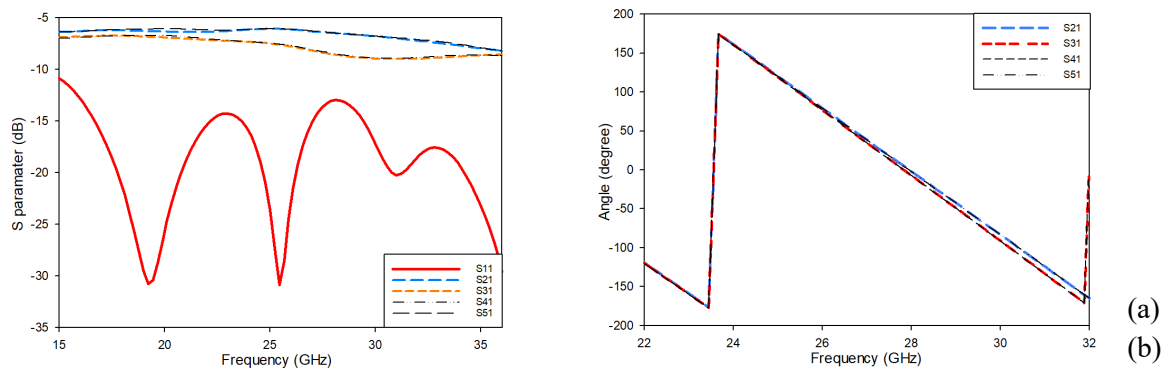 S paramater (dB)
-5
-10
-15
-20
-25
-30
-35
15
20
25
30
35
Frequency (GHz)
S11
S21
S31
S41
S51
Angle (degree)
200
150
100
50
0
-50
-100
-150
-200
22
24
26
28
30
32
Frequency (GHz)
S21
S31
S41
S51
(a)
(b)